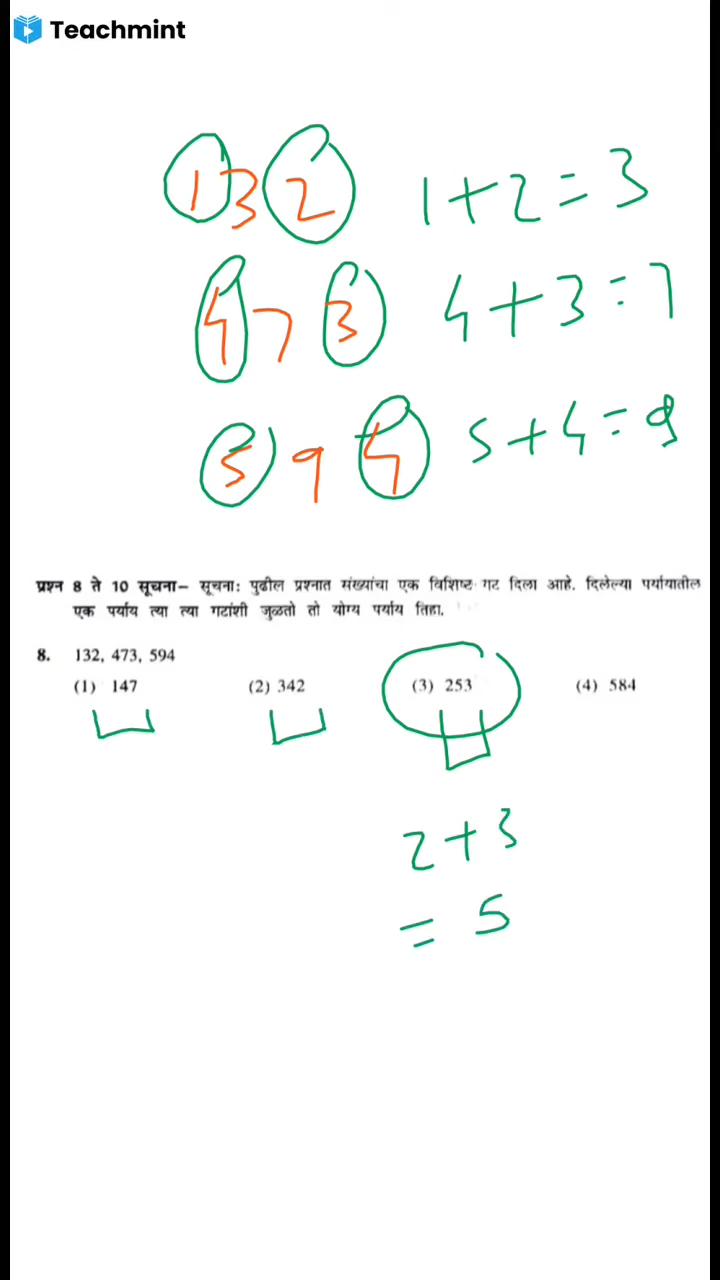 Teachmint
132 1+2=3
473 4+3=7
594 5+4=9
प्रश्न 8 ते 10 सूचना– सूचना: पुढील प्रश्नात संख्यांचा एक विशिष्ट गट दिला आहे. दिलेल्या पर्यायातील
एक पर्याय त्या त्या गटांशी जुळतो तो योग्य पर्याय लिहा.
8. 132, 473, 594
(1) 147 (2) 342 (3) 253 (4) 584
2+3
= 5